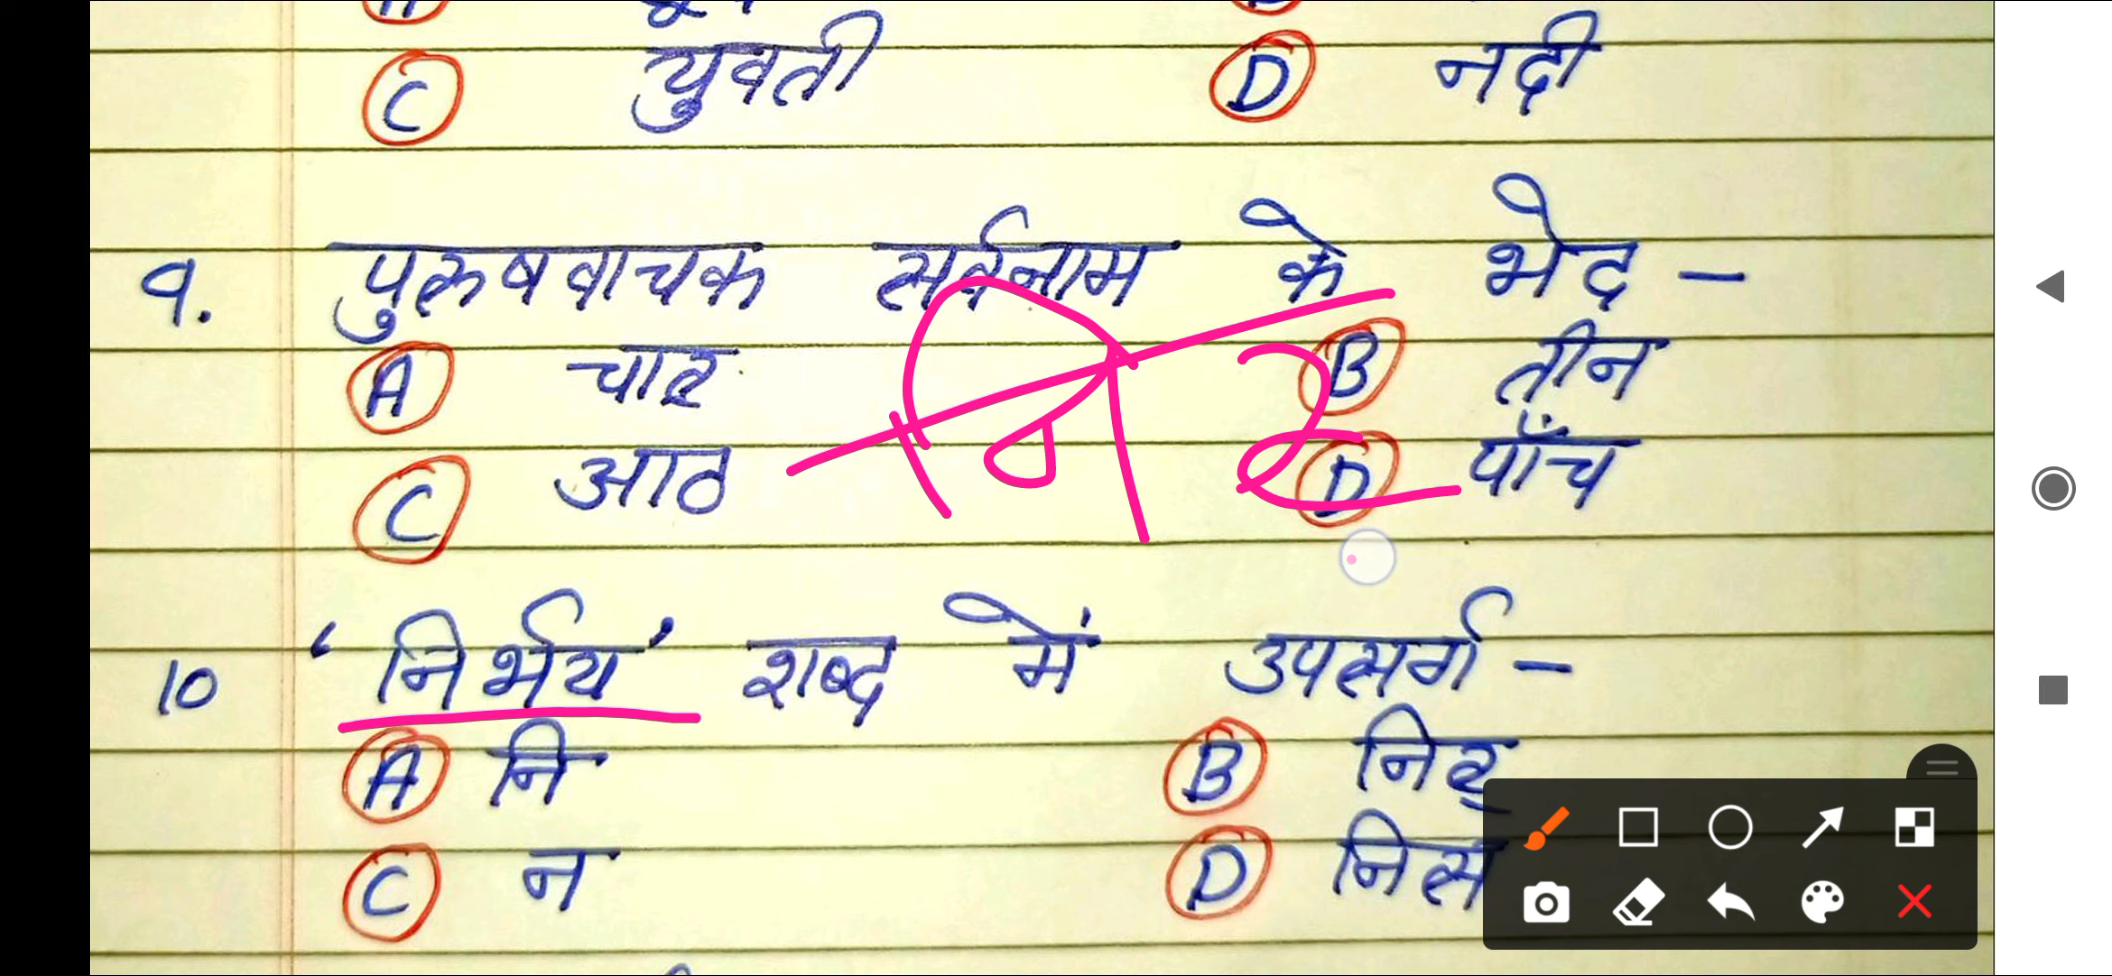 C युवती D नदी
9. पुरुषवाचक सर्वनाम के भेद –
A चार B तीन
C आठ D पाँच
निर्
10 'निर्भय' शब्द में उपसर्ग –
A नि B निर्
C न D निस